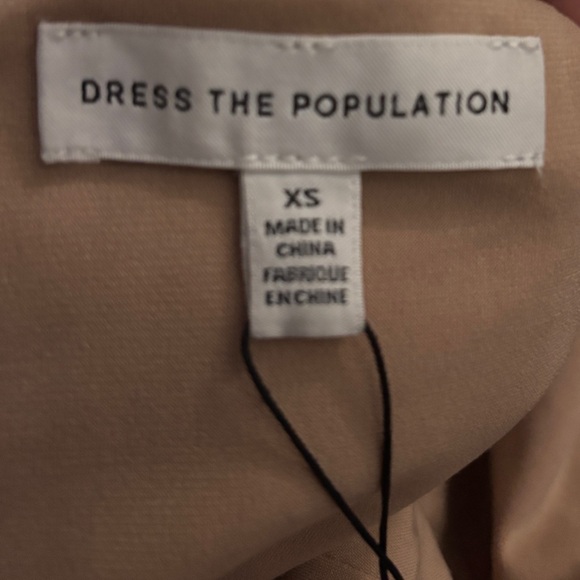 DRESS THE POPULATION
XS
MADE IN
CHINA
FABRIQUE
EN CHINE